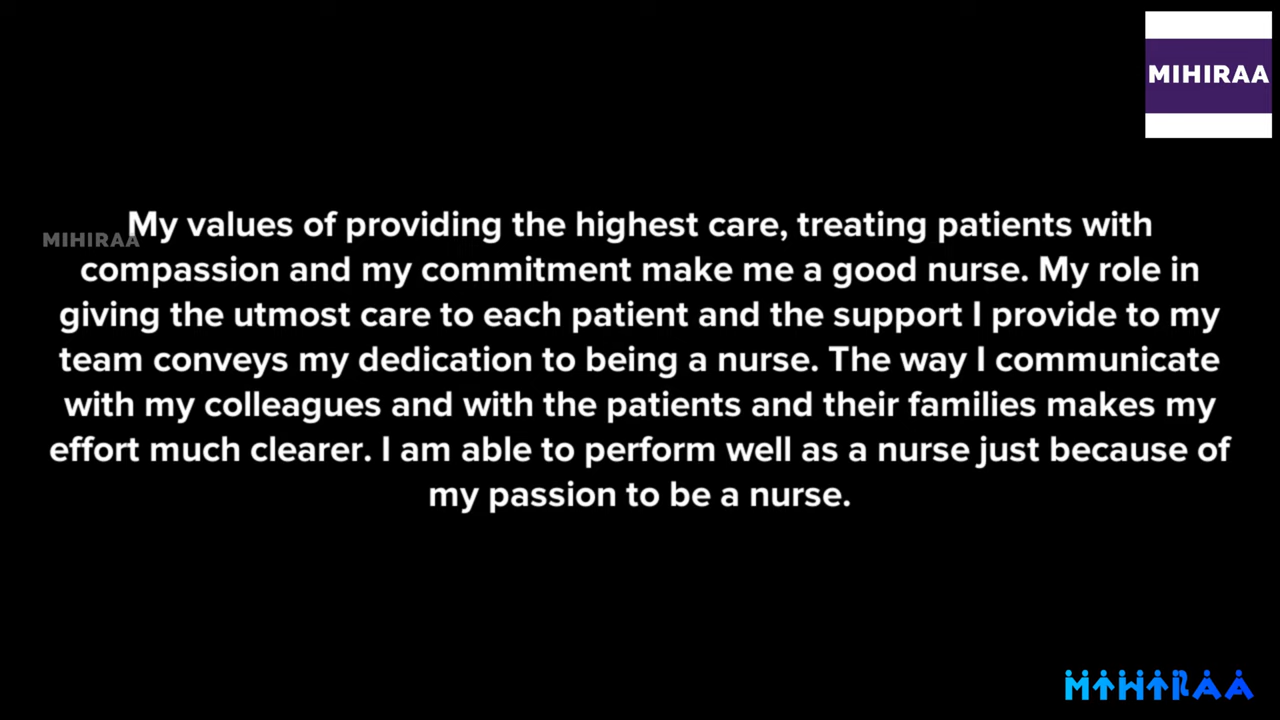 MIHIRAA
MIHIRAA
My values of providing the highest care, treating patients with
compassion and my commitment make me a good nurse. My role in
giving the utmost care to each patient and the support I provide to my
team conveys my dedication to being a nurse. The way I communicate
with my colleagues and with the patients and their families makes my
effort much clearer. I am able to perform well as a nurse just because of
my passion to be a nurse.
MIHIRAA